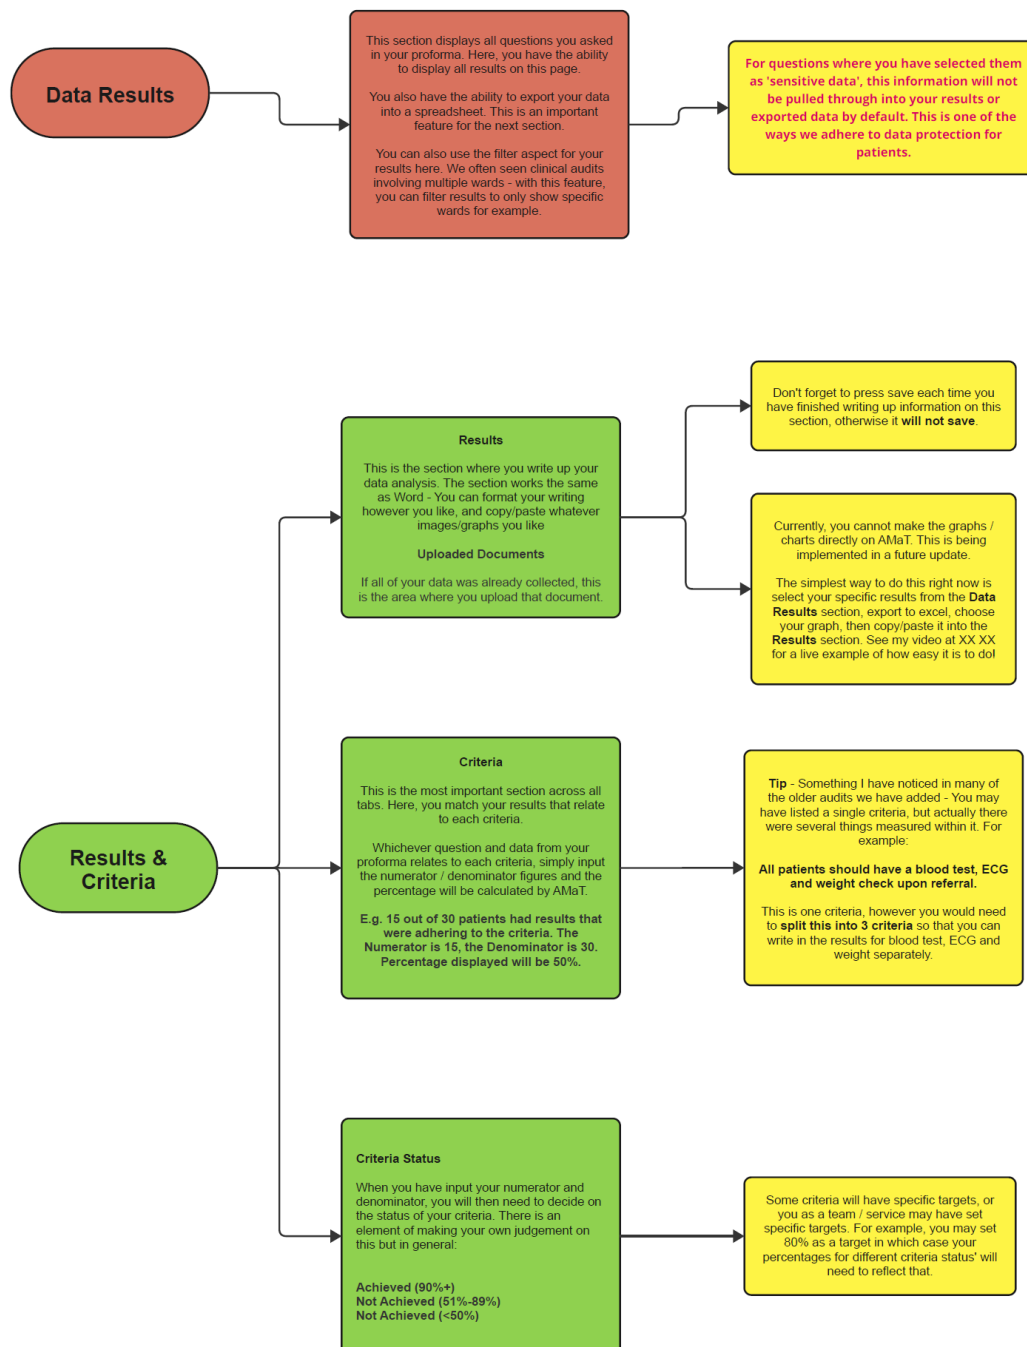 Data Results
This section displays all questions you asked
in your proforma. Here, you have the ability
to display all results on this page.
You also have the ability to export your data
into a spreadsheet. This is an important
feature for the next section.
You can also use the filter aspect for your
results here. We often seen clinical audits
involving multiple wards - with this feature,
you can filter results to only show specific
wards for example.
For questions where you have selected them
as 'sensitive data', this information will not
be pulled through into your results or
exported data by default. This is one of the
ways we adhere to data protection for
patients.
Results &
Criteria
Results
This is the section where you write up your
data analysis. The section works the same
as Word - You can format your writing
however you like, and copy/paste whatever
images/graphs you like
Uploaded Documents
If all of your data was already collected, this
is the area where you upload that document.
Don't forget to press save each time you
have finished writing up information on this
section, otherwise it will not save.
Currently, you cannot make the graphs /
charts directly on AMaT. This is being
implemented in a future update.
The simplest way to do this right now is
select your specific results from the Data
Results section, export to excel, choose
your graph, then copy/paste it into the
Results section. See my video at XX XX
for a live example of how easy it is to do!
Criteria
This is the most important section across all
tabs. Here, you match your results that relate
to each criteria.
Whichever question and data from your
proforma relates to each criteria, simply input
the numerator / denominator figures and the
percentage will be calculated by AMaT.
E.g. 15 out of 30 patients had results that
were adhering to the criteria. The
Numerator is 15, the Denominator is 30.
Percentage displayed will be 50%.
Tip - Something I have noticed in many of
the older audits we have added - You may
have listed a single criteria, but actually there
were several things measured within it. For
example:
All patients should have a blood test, ECG
and weight check upon referral.
This is one criteria, however you would need
to split this into 3 criteria so that you can
write in the results for blood test, ECG and
weight separately.
Criteria Status
When you have input your numerator and
denominator, you will then need to decide on
the status of your criteria. There is an
element of making your own judgement on
this but in general:
Achieved (90%+)
Not Achieved (51%-89%)
Not Achieved (<50%)
Some criteria will have specific targets, or
you as a team / service may have set
specific targets. For example, you may set
80% as a target in which case your
percentages for different criteria status' will
need to reflect that.